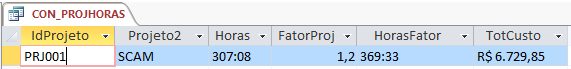 CON_PROJHORAS
IdProjeto Projeto2 Horas FatorProj HorasFator TotCusto
PRJ001 SCAM 307:08 1,2 369:33 R$ 6.729,85